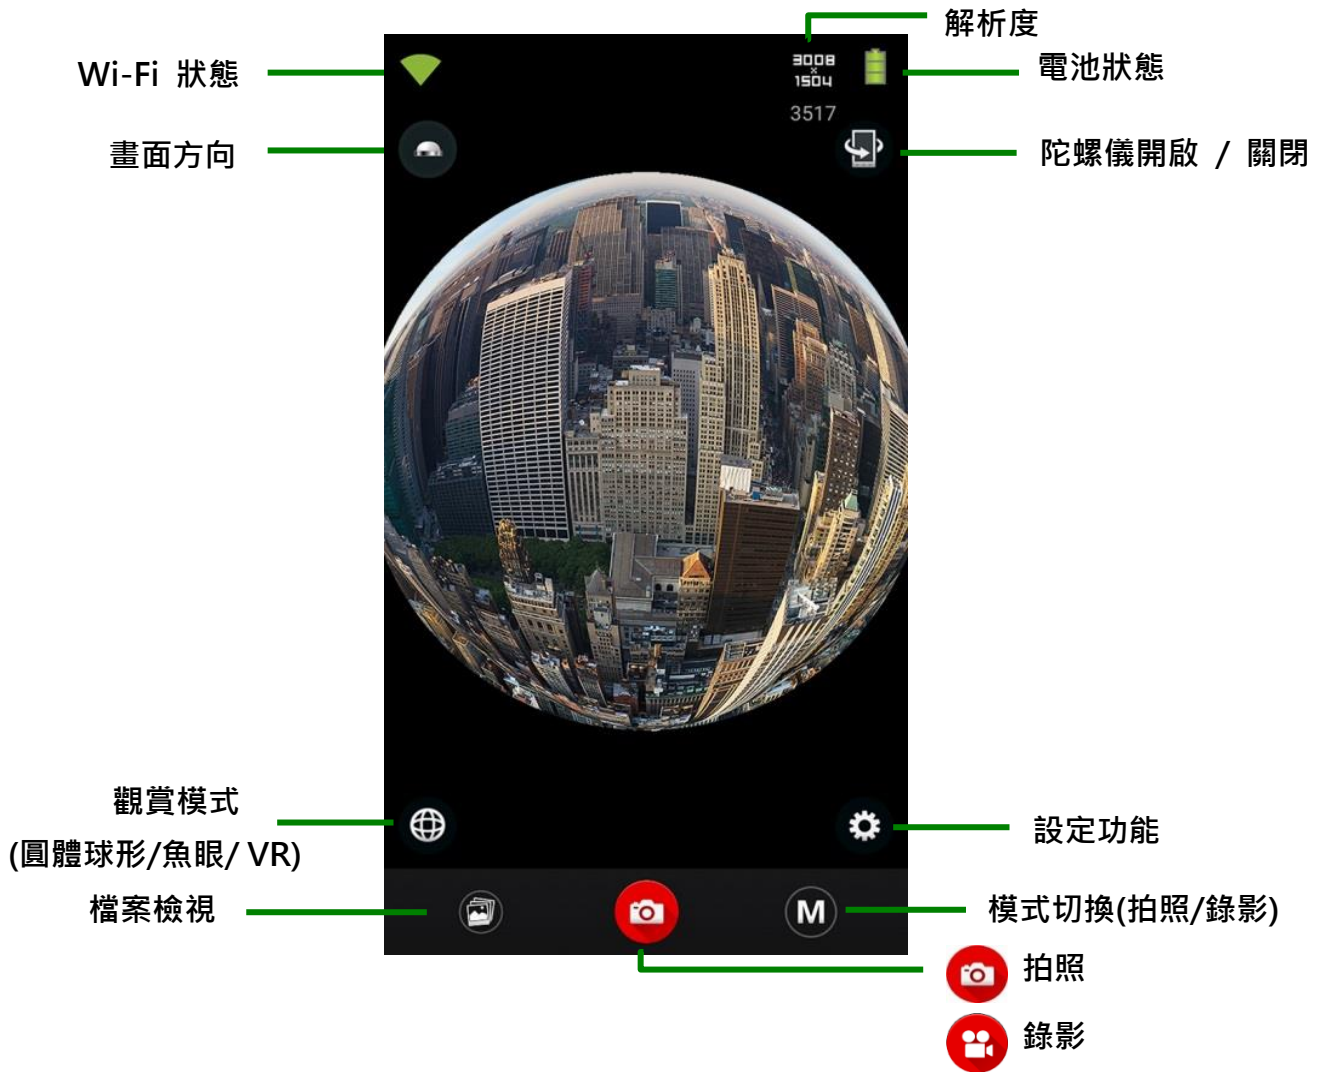 解析度
Wi-Fi 狀態
3008
x
1504
電池狀態
3517
畫面方向
陀螺儀開啟 / 關閉
觀賞模式
(圓體球形/魚眼/ VR)
設定功能
檔案檢視
M
模式切換(拍照/錄影)
拍照
錄影